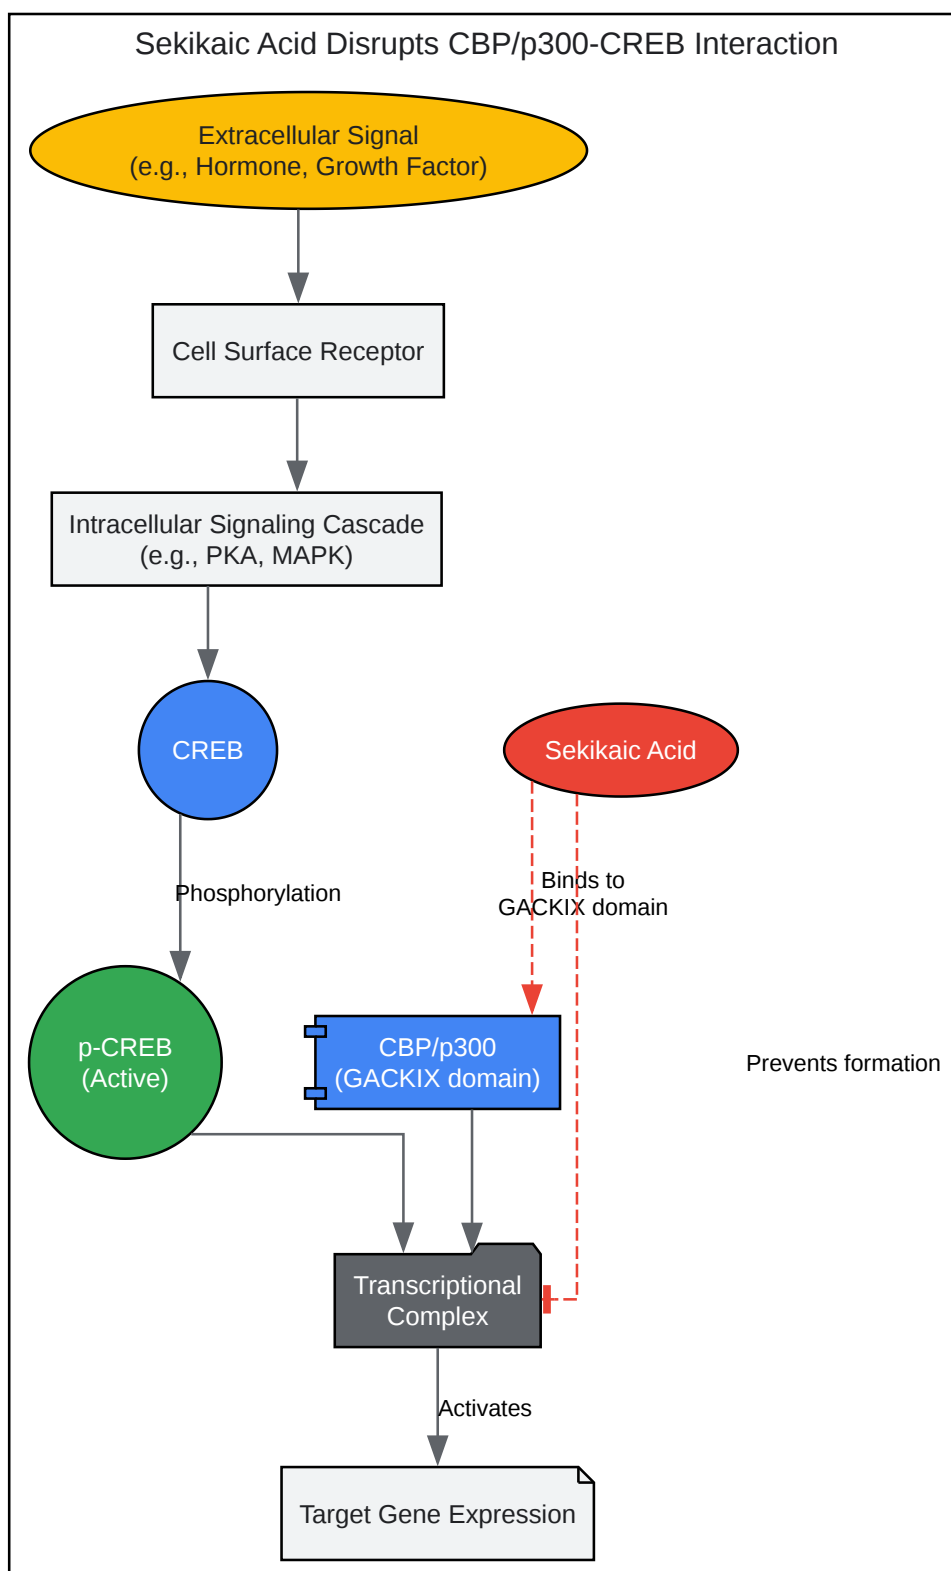 Sekikaic Acid Disrupts CBP/p300-CREB Interaction
Extracellular Signal
(e.g., Hormone, Growth Factor)
Cell Surface Receptor
Intracellular Signaling Cascade
(e.g., PKA, MAPK)
CREB
Sekikaic Acid
Phosphorylation
Binds to
GACKIX domain
p-CREB
(Active)
CBP/p300
(GACKIX domain)
Prevents formation
Transcriptional
Complex
Activates
Target Gene Expression